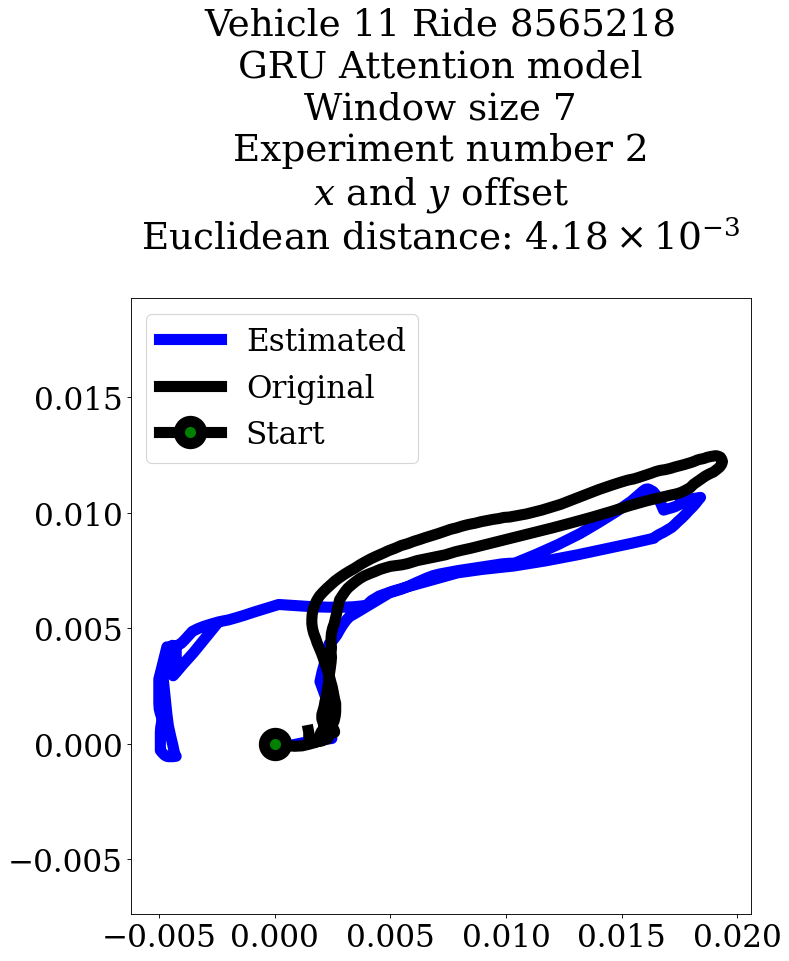 Vehicle 11 Ride 8565218
GRU Attention model
Window size 7
Experiment number 2
x and y offset
Euclidean distance: 4.18 × 10⁻³
Estimated
Original
Start
0.015
0.010
0.005
0.000
−0.005
−0.005 0.000 0.005 0.010 0.015 0.020